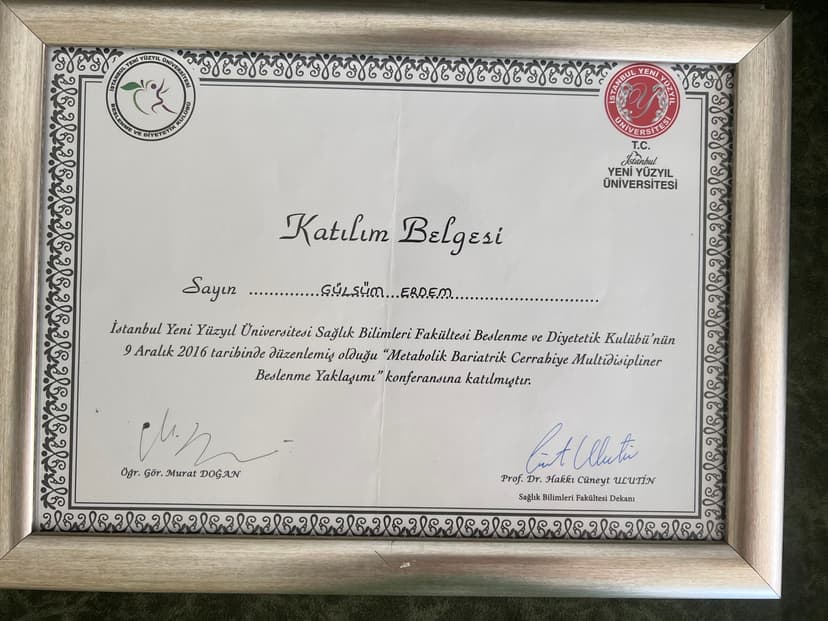 İSTANBUL YENİ YÜZYIL ÜNİVERSİTESİ
BESLENME VE DİYETETİK KULÜBÜ
İSTANBUL YENİ YÜZYIL
ÜNİVERSİTESİ
T.C.
İstanbul
YENİ YÜZYIL
ÜNİVERSİTESİ
Katılım Belgesi
Sayın ................GÜLSÜM ERDEM................................
İstanbul Yeni Yüzyıl Üniversitesi Sağlık Bilimleri Fakültesi Beslenme ve Diyetetik Kulübü'nün
9 Aralık 2016 tarihinde düzenlemiş olduğu "Metabolik Bariatrik Cerrahiye Multidisipliner
Beslenme Yaklaşımı" konferansına katılmıştır.
Öğr. Gör. Murat DOĞAN
Cüneyt Ulutin
Prof. Dr. Hakkı Cüneyt ULUTİN
Sağlık Bilimleri Fakültesi Dekanı